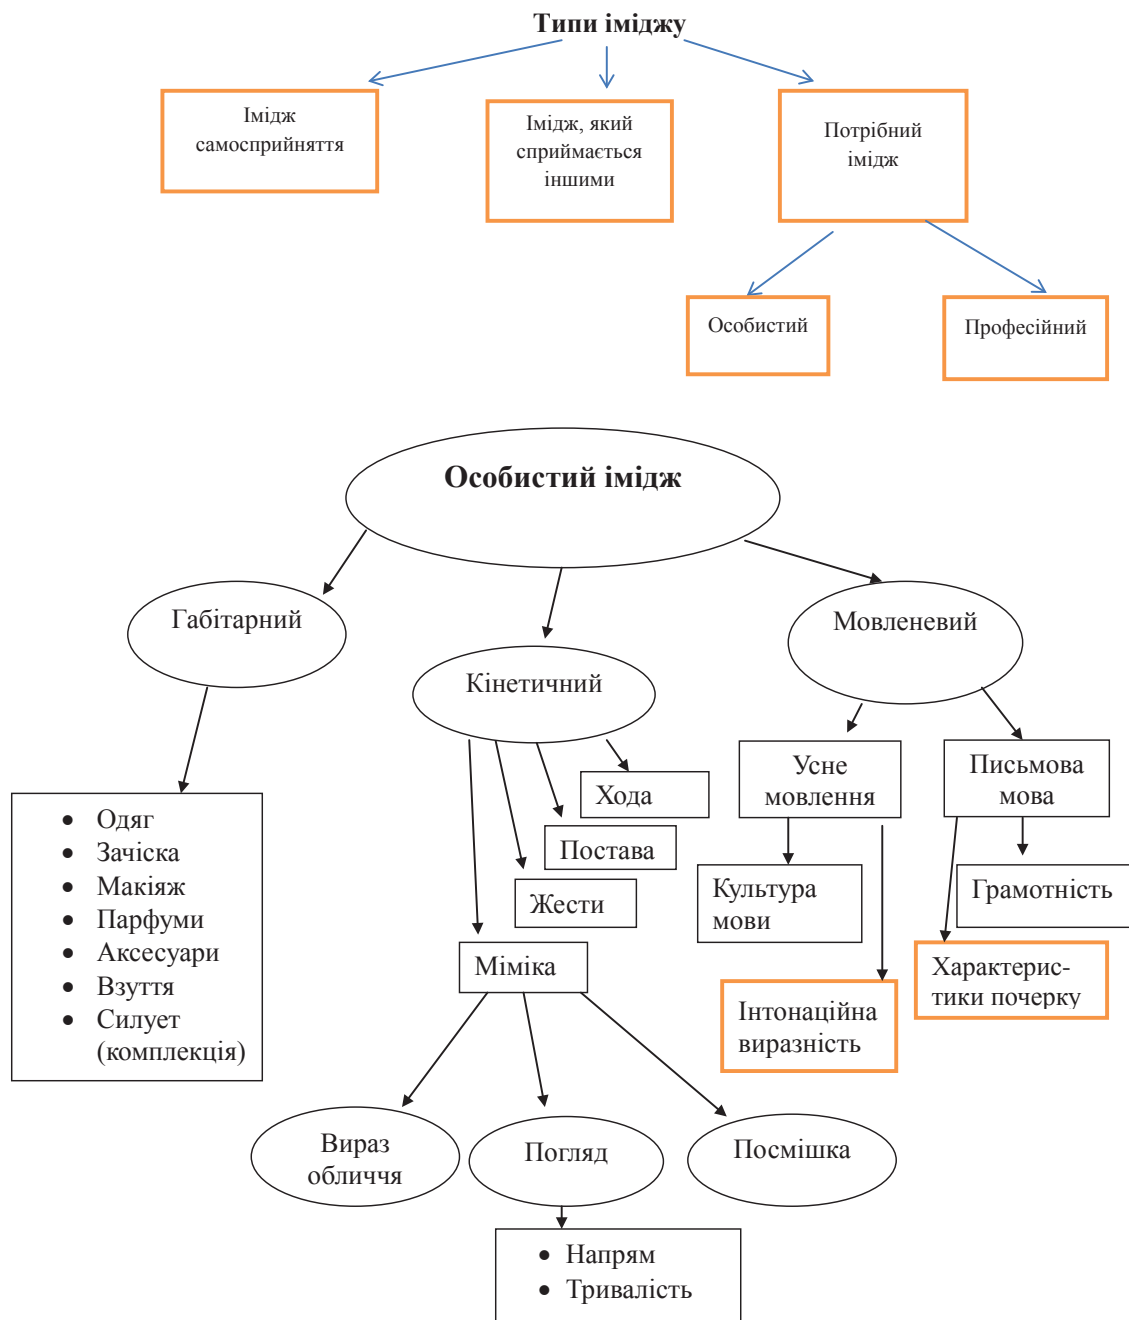 Типи іміджу
Імідж
самосприйняття
Імідж, який
сприймається
іншими
Потрібний
імідж
Особистий
Професійний
Особистий імідж
Габітарний
Кінетичний
Мовленевий
• Одяг
• Зачіска
• Макіяж
• Парфуми
• Аксесуари
• Взуття
• Силует
(комплекція)
Хода
Постава
Жести
Міміка
Усне
мовлення
Письмова
мова
Культура
мови
Грамотність
Інтонаційна
виразність
Характерис-
тики почерку
Вираз
обличчя
Погляд
Посмішка
• Напрям
• Тривалість